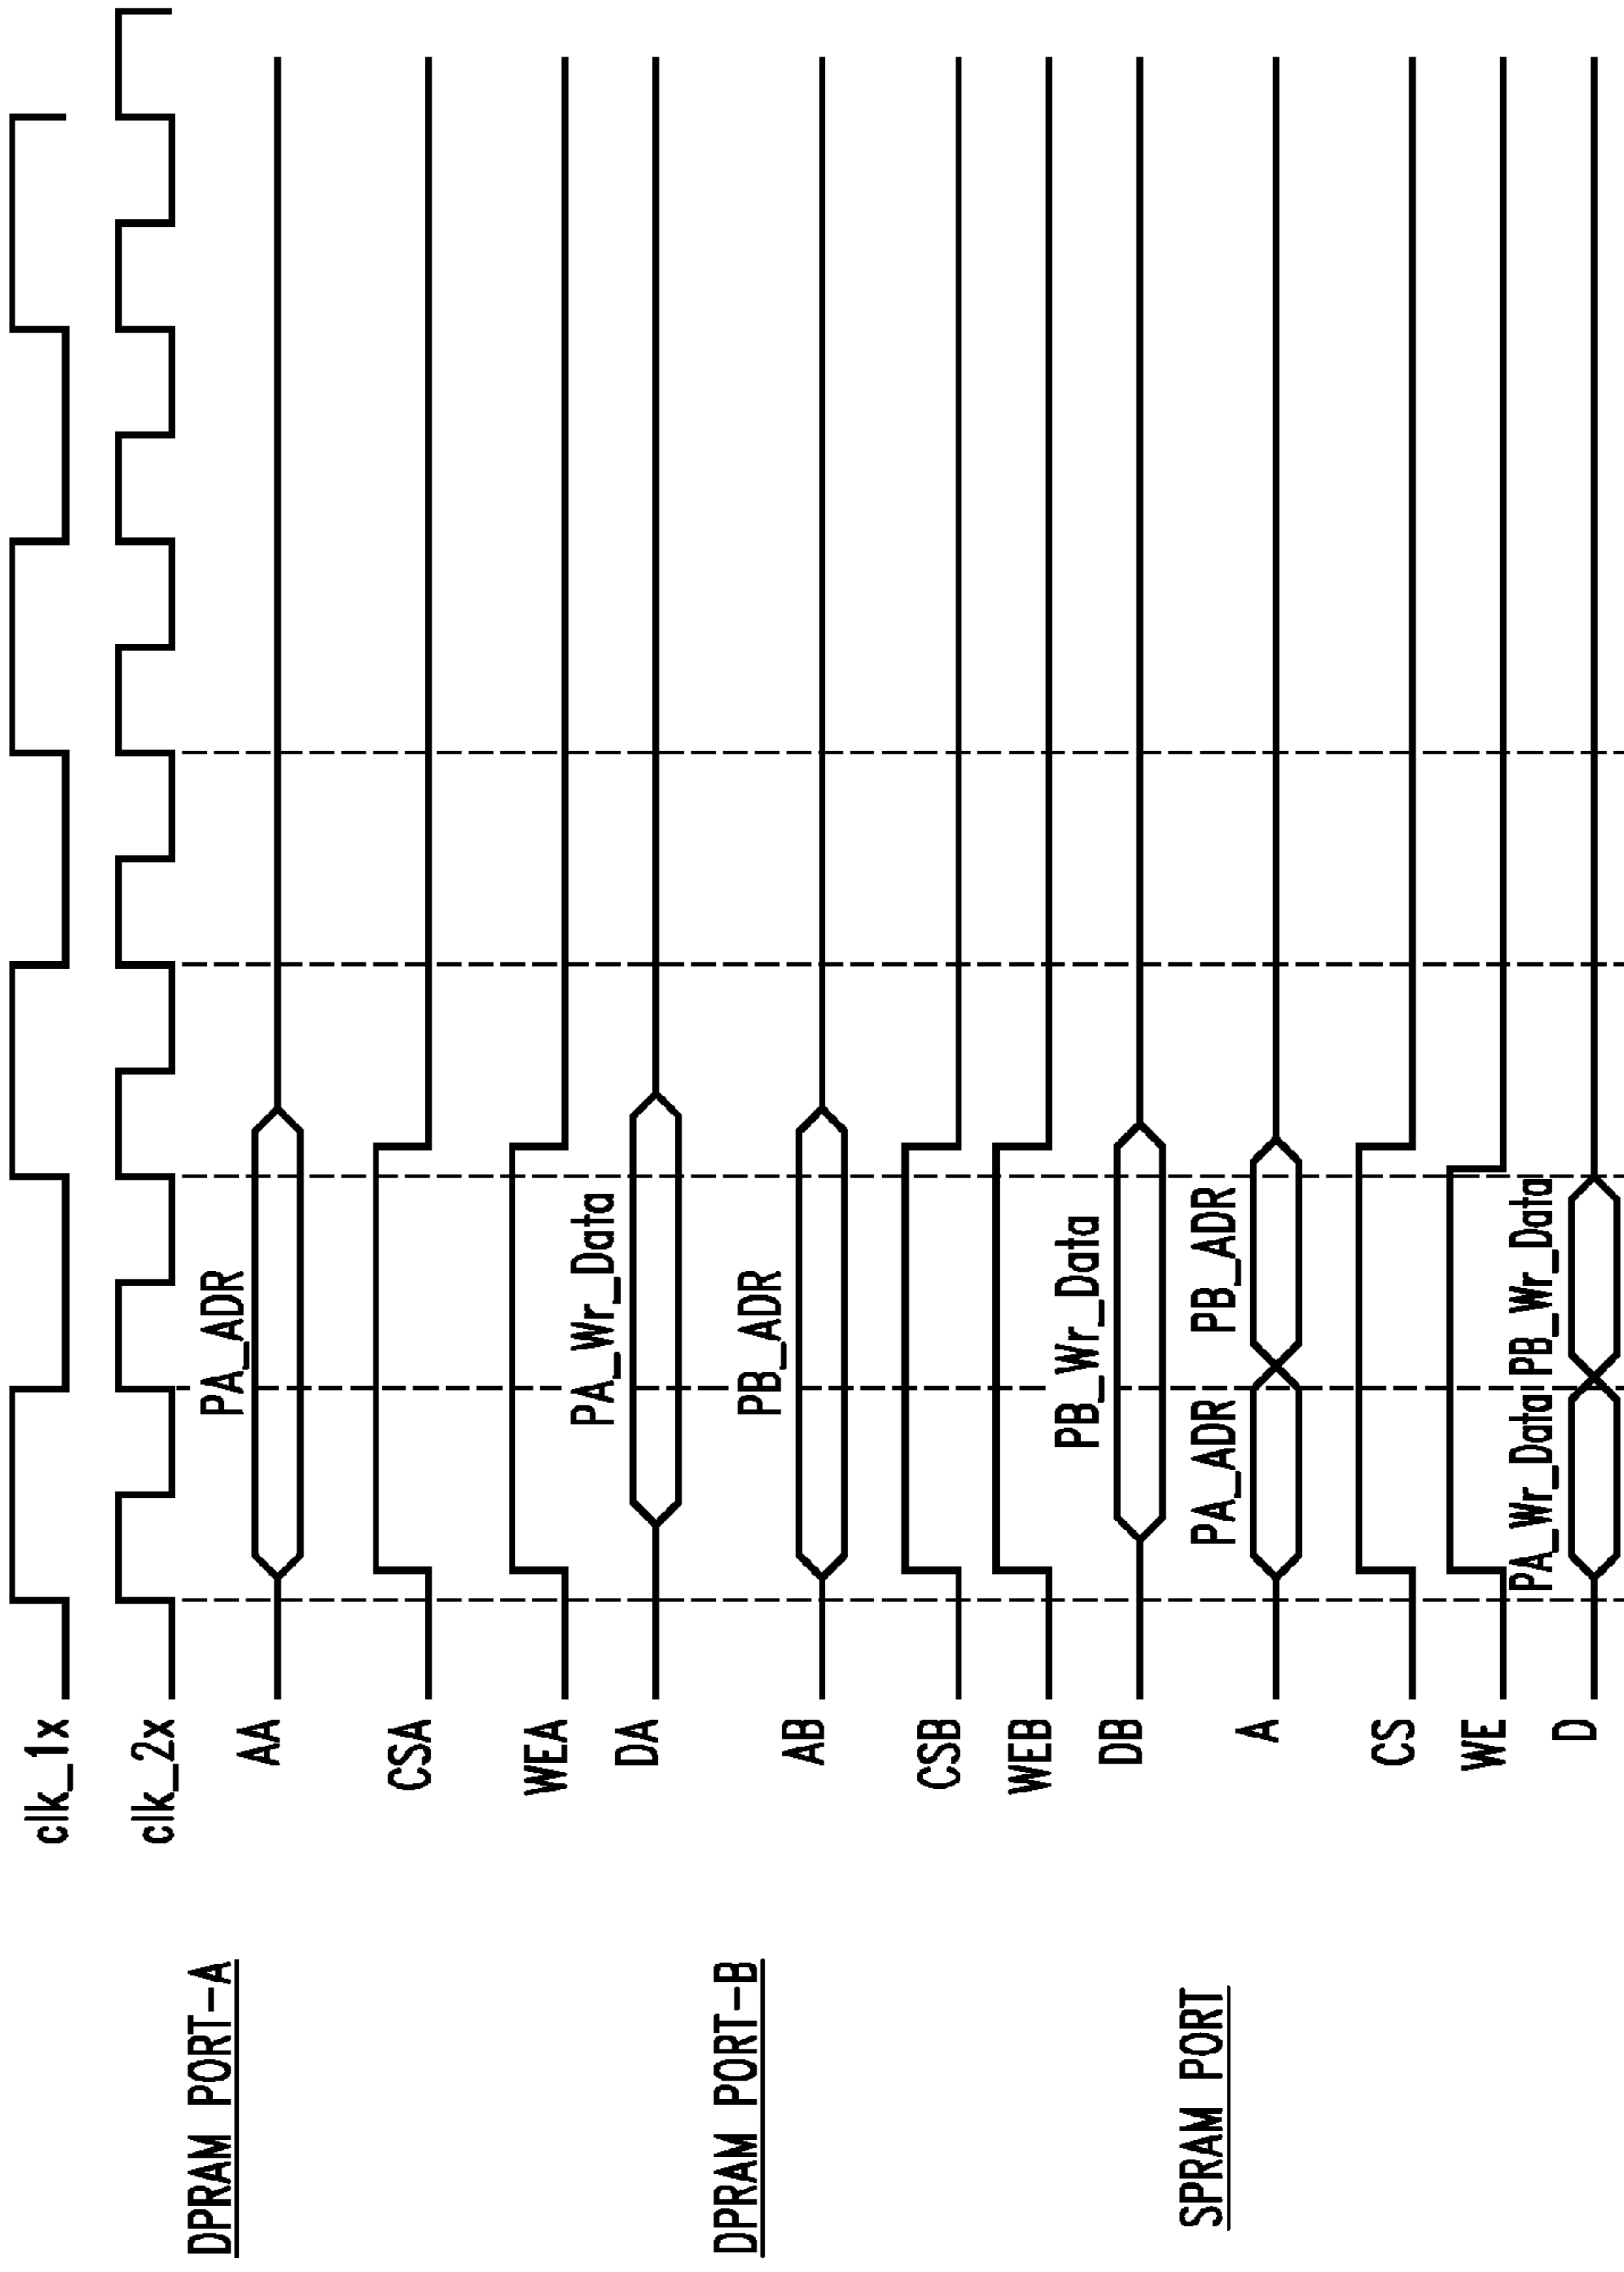 clk_1x
clk_2x
DPRAM PORT-A
PA_ADR
AA
CSA
WEA
PA_Wr_Data
DA
DPRAM PORT-B
PB_ADR
AB
CSB
WEB
PB_Wr_Data
DB
SPRAM PORT
PA_ADR PB_ADR
A
CS
WE
PA_Wr_Data PB_Wr_Data
D